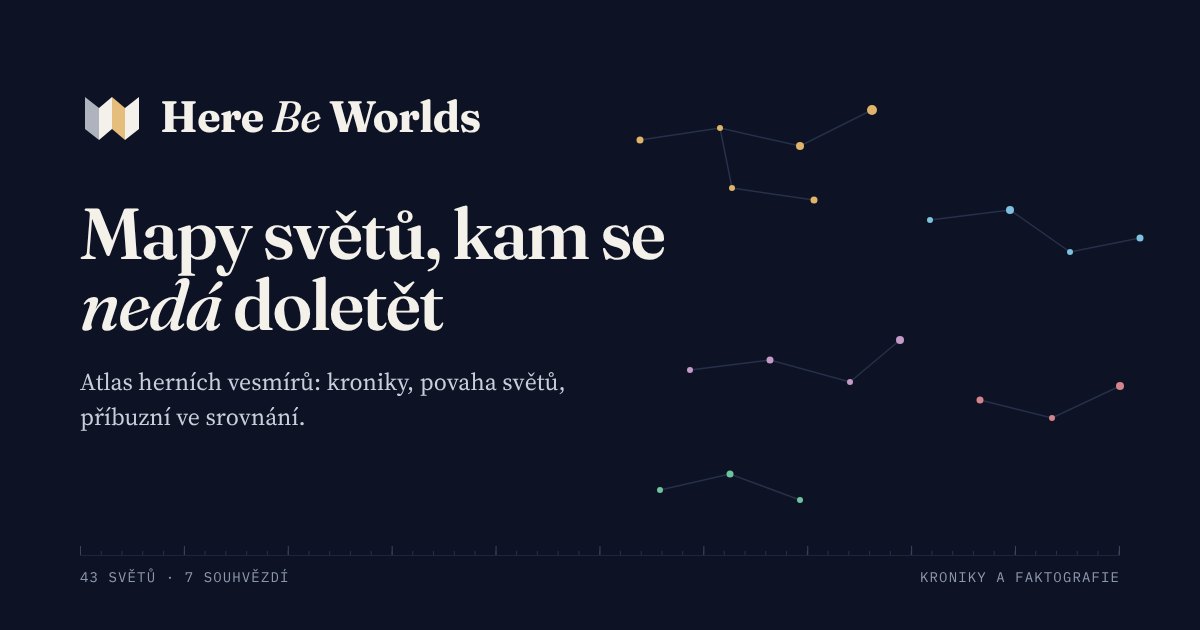 Here Be Worlds
Mapy světů, kam se
nedá doletět
Atlas herních vesmírů: kroniky, povaha světů,
příbuzní ve srovnání.
43 SVĚTŮ · 7 SOUHVĚZDÍ
KRONIKY A FAKTOGRAFIE